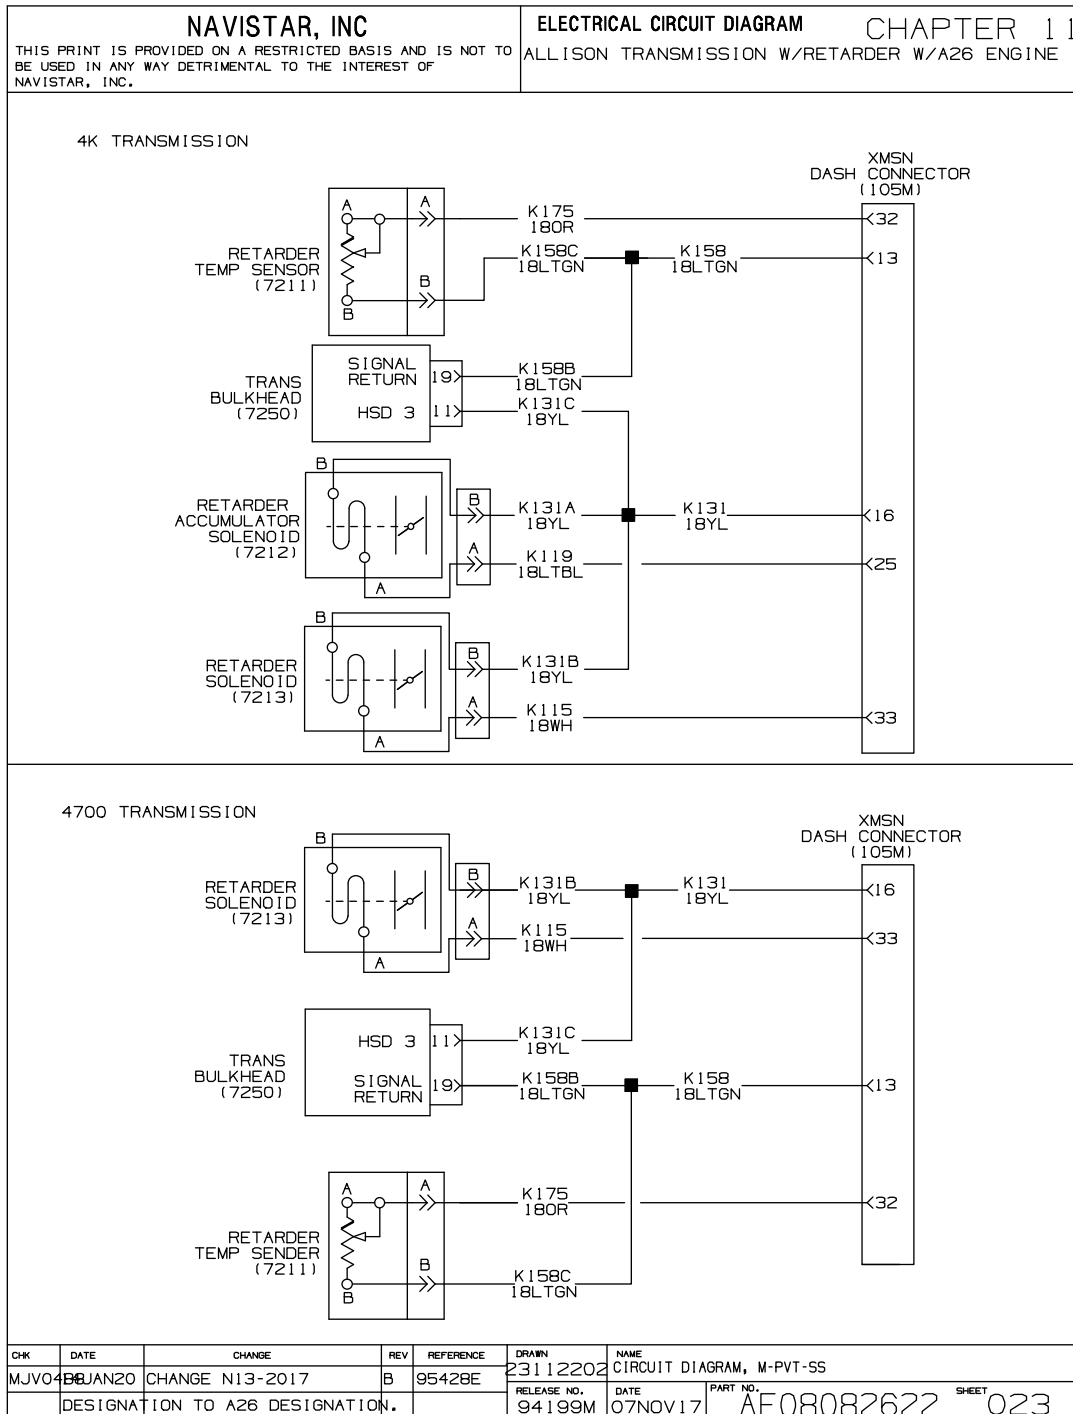 NAVISTAR, INC
THIS PRINT IS PROVIDED ON A RESTRICTED BASIS AND IS NOT TO
BE USED IN ANY WAY DETRIMENTAL TO THE INTEREST OF
NAVISTAR, INC.
ELECTRICAL CIRCUIT DIAGRAM
CHAPTER 11
ALLISON TRANSMISSION W/RETARDER W/A26 ENGINE
4K TRANSMISSION
XMSN
DASH CONNECTOR
(105M)
RETARDER
TEMP SENSOR
(7211)
A
B
A
B
K175
18OR
32
K158C
18LTGN
K158
18LTGN
13
TRANS
BULKHEAD
(7250)
SIGNAL
RETURN
19
HSD 3
11
K158B
18LTGN
K131C
18YL
RETARDER
ACCUMULATOR
SOLENOID
(7212)
B
A
B
A
K131A
18YL
K131
18YL
16
K119
18LTBL
25
RETARDER
SOLENOID
(7213)
B
A
B
A
K131B
18YL
K115
18WH
33
4700 TRANSMISSION
XMSN
DASH CONNECTOR
(105M)
RETARDER
SOLENOID
(7213)
B
A
B
A
K131B
18YL
K131
18YL
16
K115
18WH
33
TRANS
BULKHEAD
(7250)
HSD 3
11
SIGNAL
RETURN
19
K131C
18YL
K158B
18LTGN
K158
18LTGN
13
RETARDER
TEMP SENDER
(7211)
A
B
A
B
K175
18OR
32
K158C
18LTGN
CHK
DATE
CHANGE
REV
REFERENCE
JAN20
CHANGE N13-2017
B
95428E
DESIGNATION TO A26 DESIGNATION.
DRAWN
23112202
NAME
CIRCUIT DIAGRAM, M-PVT-SS
RELEASE NO.
94199M
DATE
07NOV17
PART NO.
AF08087622
SHEET
023